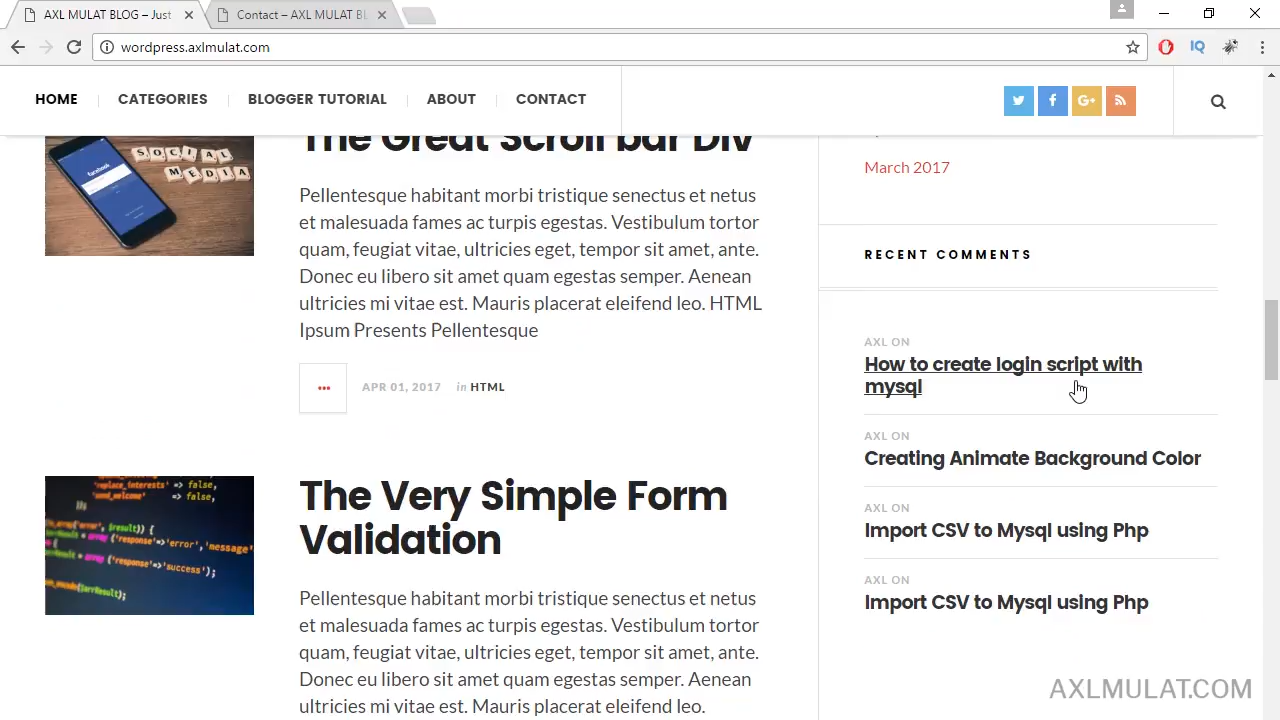 AXL MULAT BLOG – Just
Contact – AXL MULAT B
wordpress.axlmulat.com
IQ
HOME
CATEGORIES
BLOGGER TUTORIAL
ABOUT
CONTACT
G+
The Great Scroll bar Div
Pellentesque habitant morbi tristique senectus et netus
et malesuada fames ac turpis egestas. Vestibulum tortor
quam, feugiat vitae, ultricies eget, tempor sit amet, ante.
Donec eu libero sit amet quam egestas semper. Aenean
ultricies mi vitae est. Mauris placerat eleifend leo. HTML
Ipsum Presents Pellentesque
APR 01, 2017 in HTML
SOCIAL
MEDIA
facebook
The Very Simple Form
Validation
Pellentesque habitant morbi tristique senectus et netus
et malesuada fames ac turpis egestas. Vestibulum tortor
quam, feugiat vitae, ultricies eget, tempor sit amet, ante.
Donec eu libero sit amet quam egestas semper. Aenean
ultricies mi vitae est. Mauris placerat eleifend leo.
'replace_interests' => false,
'send_welcome' => false,
March 2017
RECENT COMMENTS
AXL ON
How to create login script with
mysql
AXL ON
Creating Animate Background Color
AXL ON
Import CSV to Mysql using Php
AXL ON
Import CSV to Mysql using Php
AXLMULAT.COM